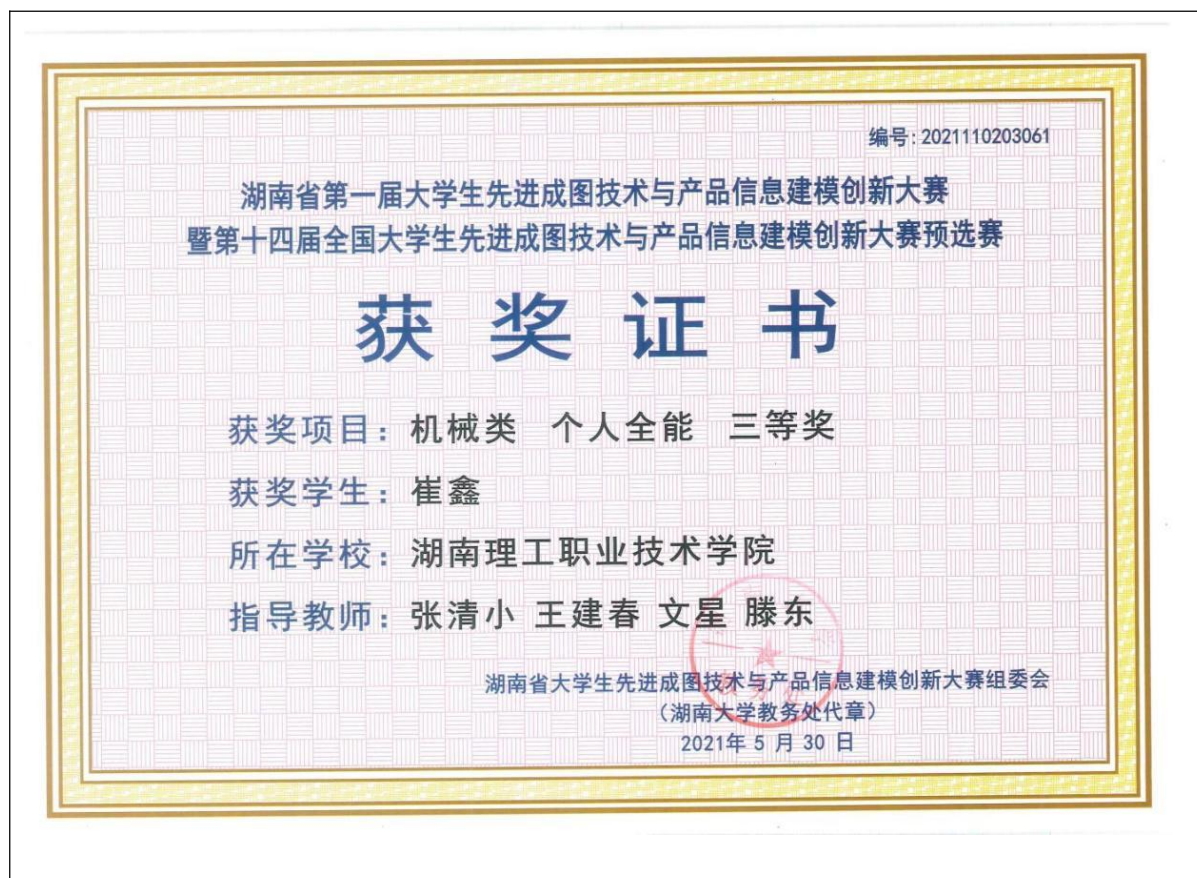 编号：2021110203061
湖南省第一届大学生先进成图技术与产品信息建模创新大赛
暨第十四届全国大学生先进成图技术与产品信息建模创新大赛预选赛
获奖证书
获奖项目：机械类 个人全能 三等奖
获奖学生：崔鑫
所在学校：湖南理工职业技术学院
指导教师：张清小 王建春 文星 滕东
湖南省大学生先进成图技术与产品信息建模创新大赛组委会
（湖南大学教务处代章）
2021年 5 月 30 日